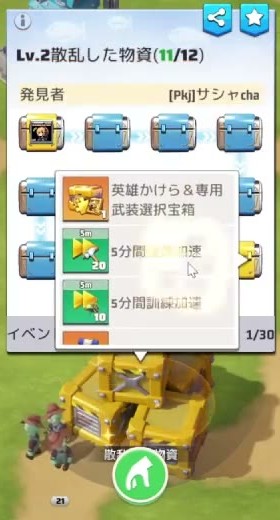 Lv.2散乱した物資(11/12)
発見者 [Pkj]サシャcha
英雄かけら＆専用
武装選択宝箱
1
5m
20
5分間 加速
5m
10
5分間訓練加速
イベン 1/30
散乱 物資
21